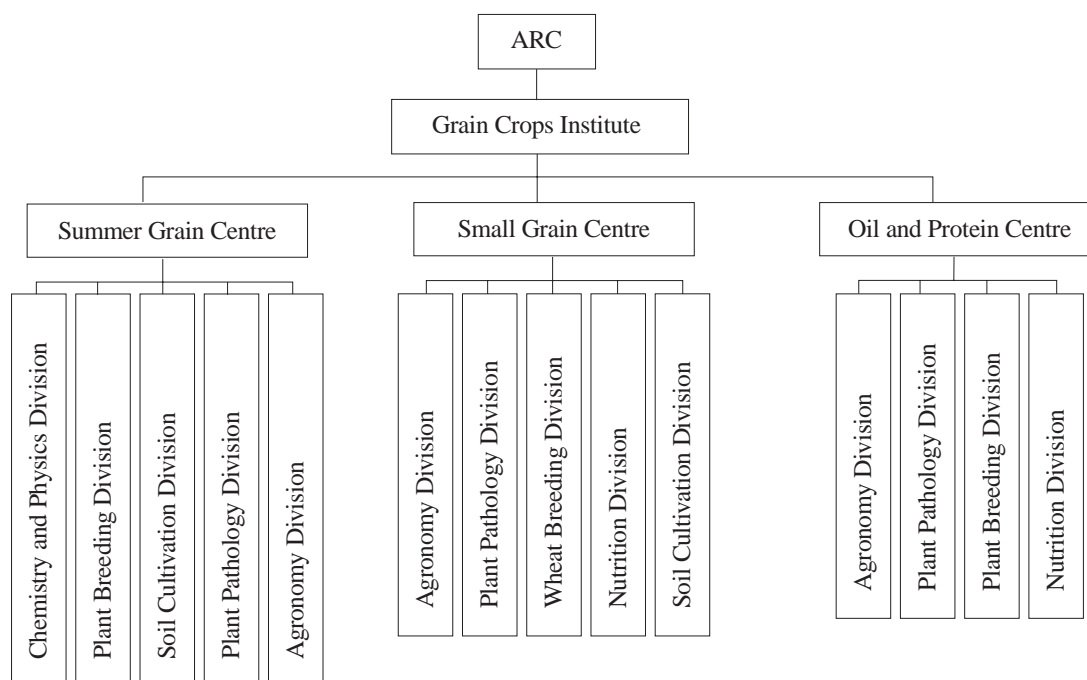 ARC
Grain Crops Institute
Summer Grain Centre
Small Grain Centre
Oil and Protein Centre
Chemistry and Physics Division
Plant Breeding Division
Soil Cultivation Division
Plant Pathology Division
Agronomy Division
Agronomy Division
Plant Pathology Division
Wheat Breeding Division
Nutrition Division
Soil Cultivation Division
Agronomy Division
Plant Pathology Division
Plant Breeding Division
Nutrition Division